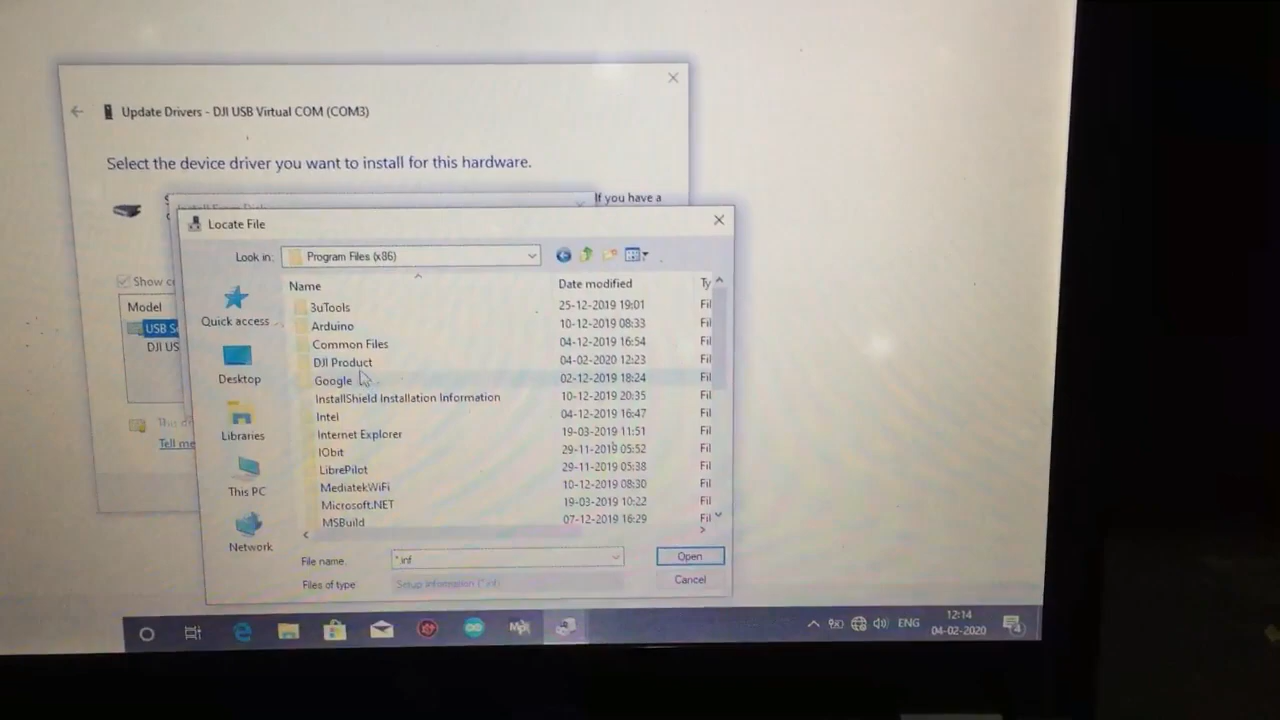 Update Drivers - DJI USB Virtual COM (COM3)
Select the device driver you want to install for this hardware.
If you have a
Install From Disk
Locate File
Look in: Program Files (x86)
Show
Model
USB
DJI US
Tell me
Quick access
Desktop
Libraries
This PC
Network
Name Date modified Ty
3uTools 25-12-2019 19:01 Fil
Arduino 10-12-2019 08:33 Fil
Common Files 04-12-2019 16:54 Fil
DJI Product 04-02-2020 12:23 Fil
Google 02-12-2019 18:24 Fil
InstallShield Installation Information 10-12-2019 20:35 Fil
Intel 04-12-2019 16:47 Fil
Internet Explorer 19-03-2019 11:51 Fil
IObit 29-11-2019 05:52 Fil
LibrePilot 29-11-2019 05:38 Fil
MediatekWiFi 10-12-2019 08:30 Fil
Microsoft.NET 19-03-2019 10:22 Fil
MSBuild 07-12-2019 16:29 Fil
File name: *.inf Open
Files of type: Setup Information (*.inf) Cancel
ENG 12:14
04-02-2020